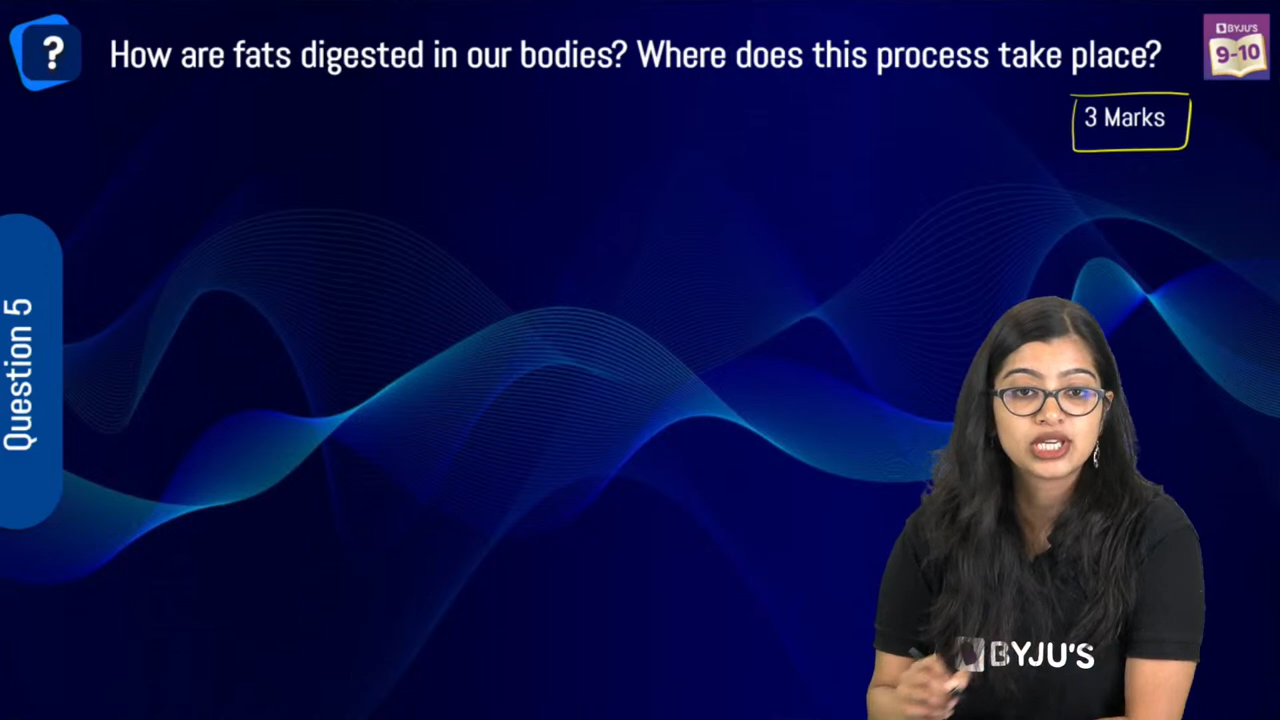 ?
How are fats digested in our bodies? Where does this process take place?
BYJU'S
9-10
3 Marks
Question 5
BYJU'S